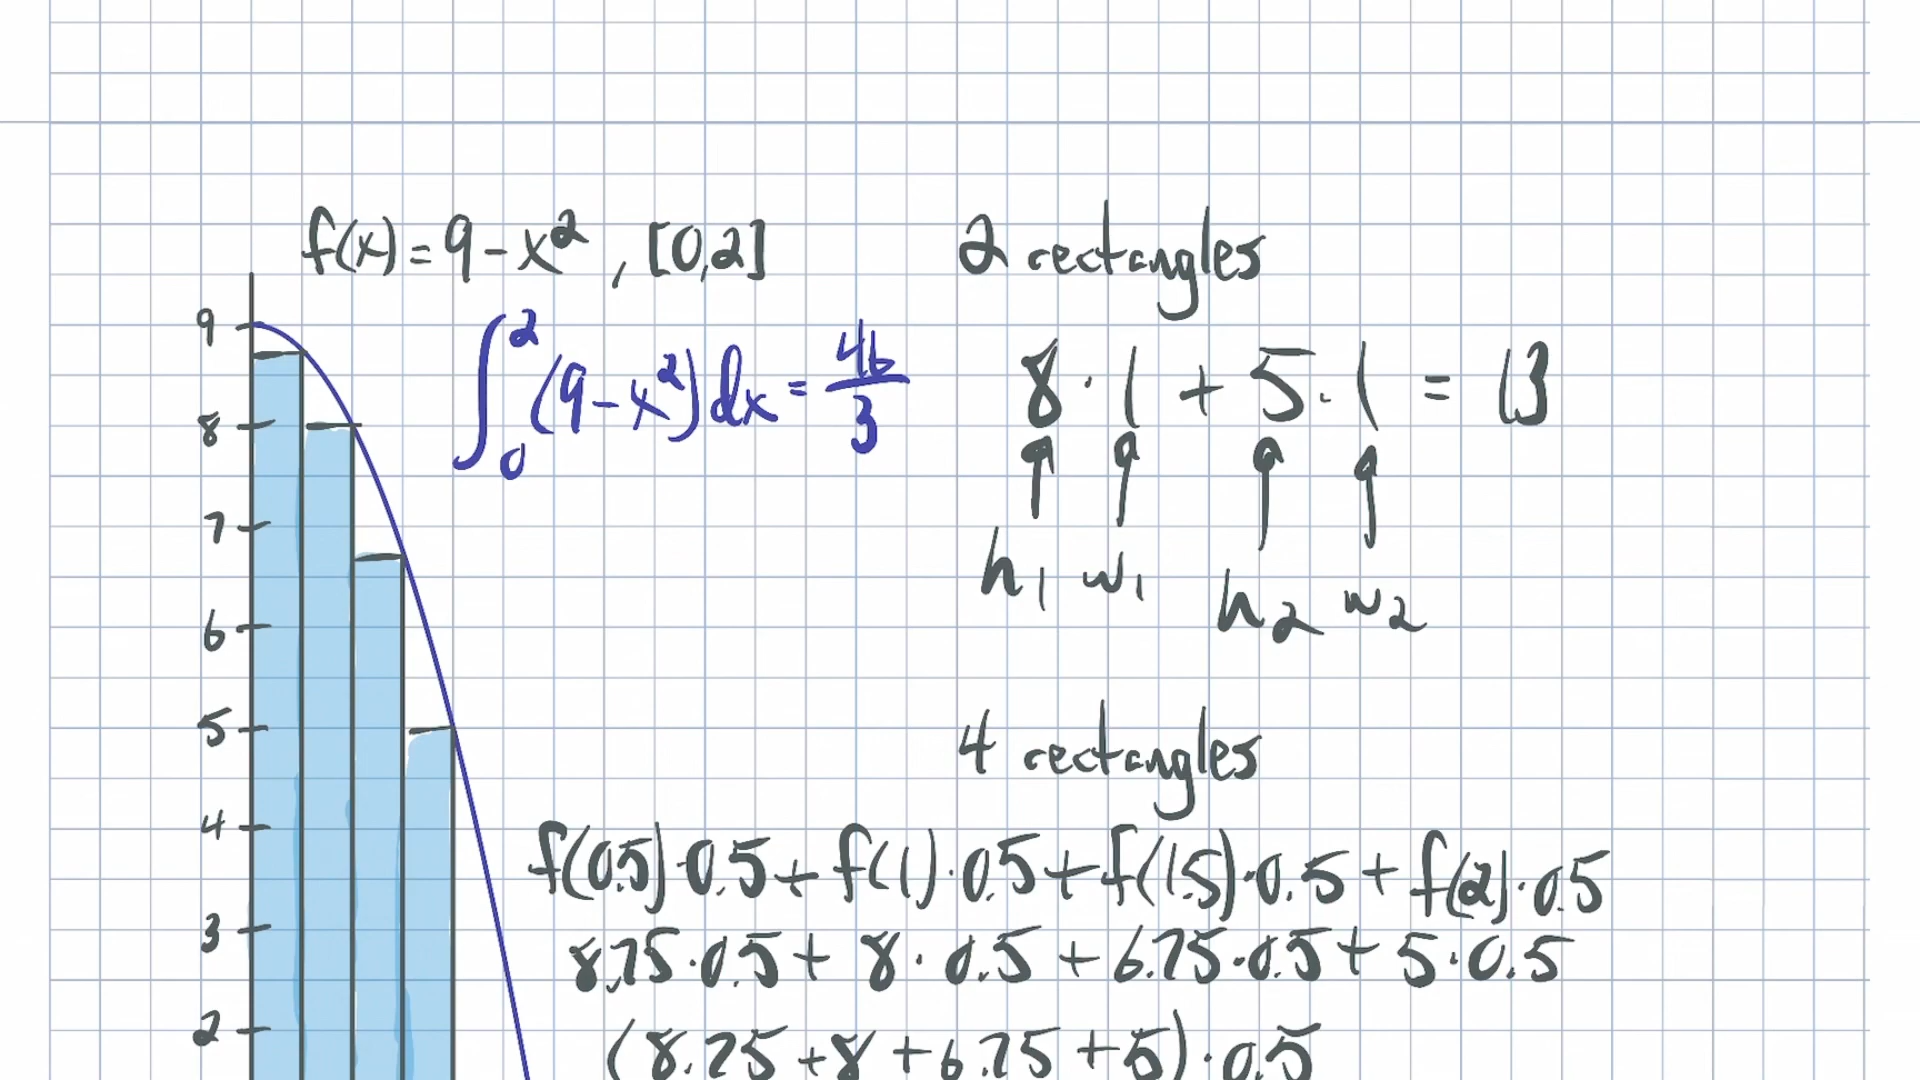 f(x) = 9 - x², [0,2]
∫₀² (9 - x²) dx = 46/3
9
8
7
6
5
4
3
2
2 rectangles
8 · 1 + 5 · 1 = 13
h₁ w₁ h₂ w₂
4 rectangles
f(0.5)·0.5 + f(1)·0.5 + f(1.5)·0.5 + f(2)·0.5
8.75·0.5 + 8·0.5 + 6.75·0.5 + 5·0.5
(8.75 + 8 + 6.75 + 5)·0.5